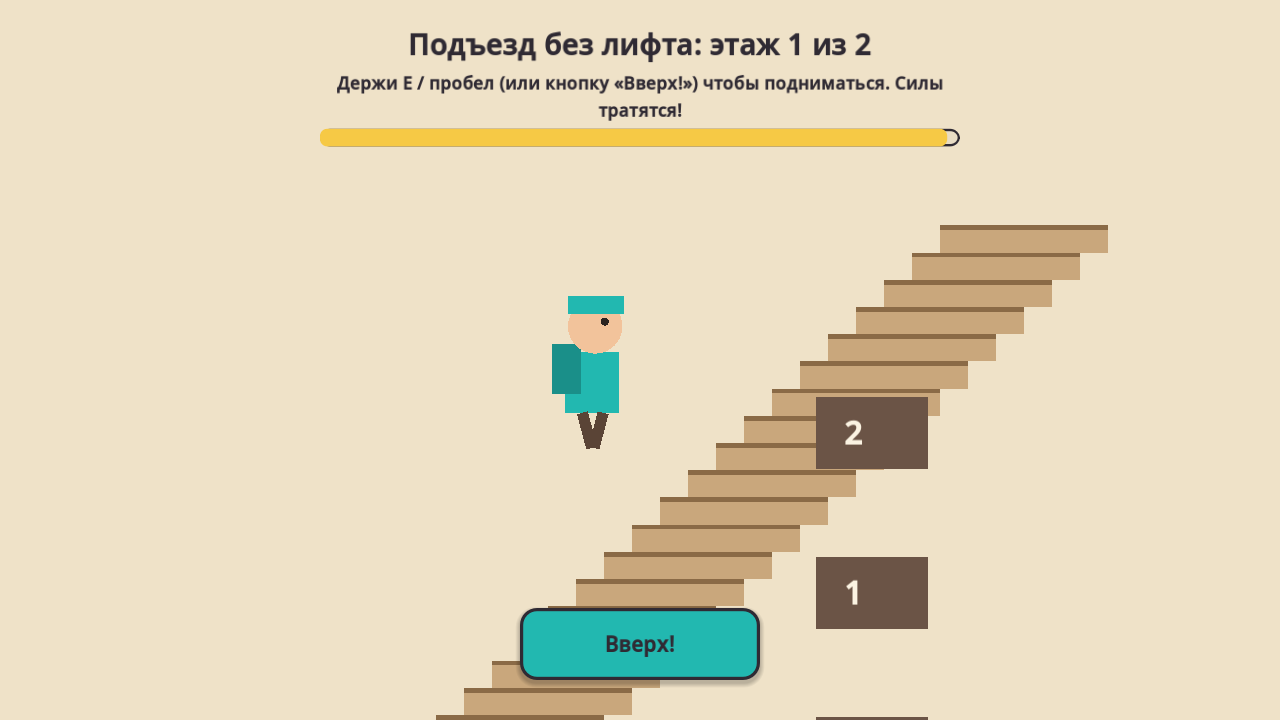 Подъезд без лифта: этаж 1 из 2
Держи E / пробел (или кнопку «Вверх!») чтобы подниматься. Силы
тратятся!
2
1
Вверх!